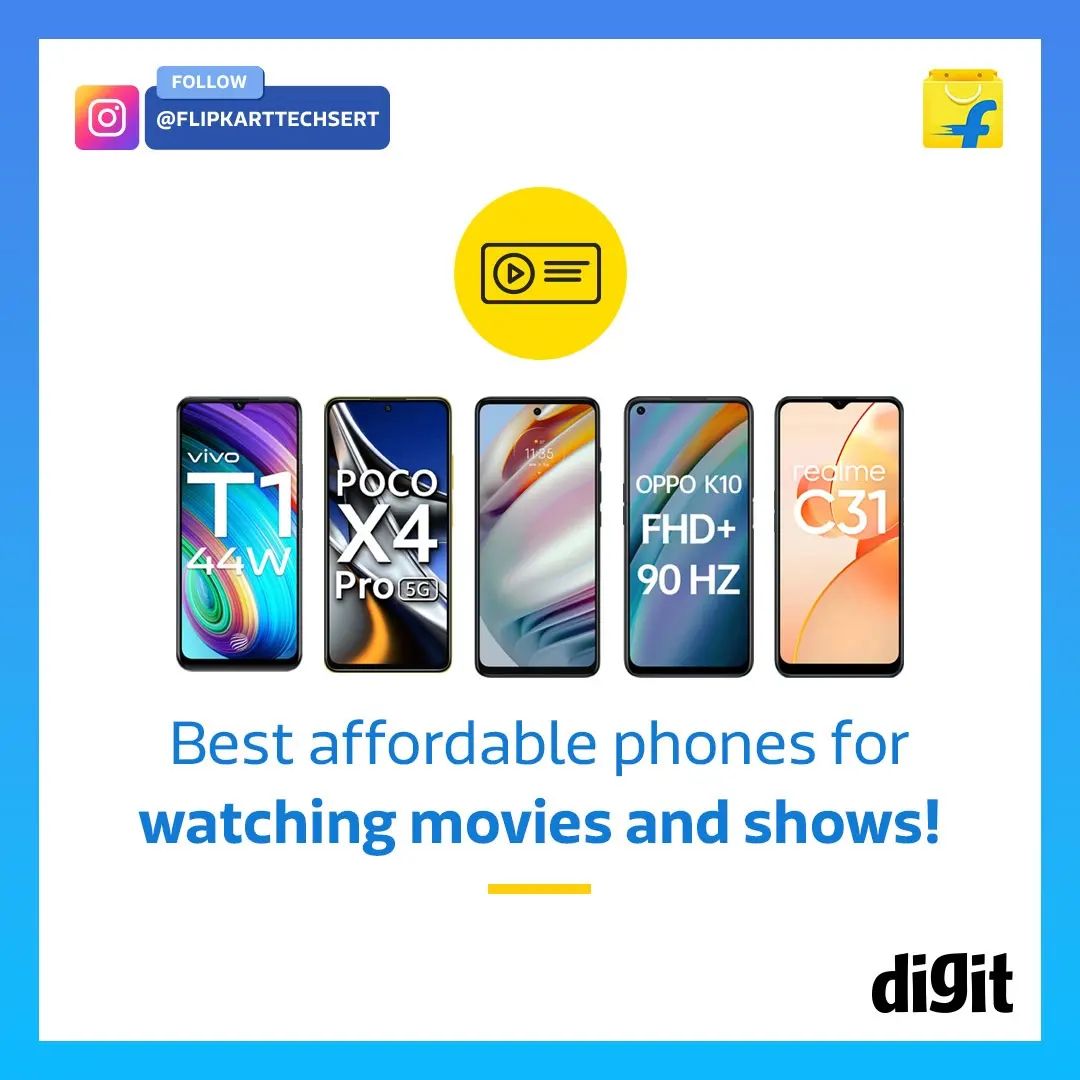 FOLLOW
@FLIPKARTTECHSERT
vivo
T1
44W
POCO
X4
Pro 5G
11:35
OPPO K10
FHD+
90 HZ
realme
C31
Best affordable phones for
watching movies and shows!
digit